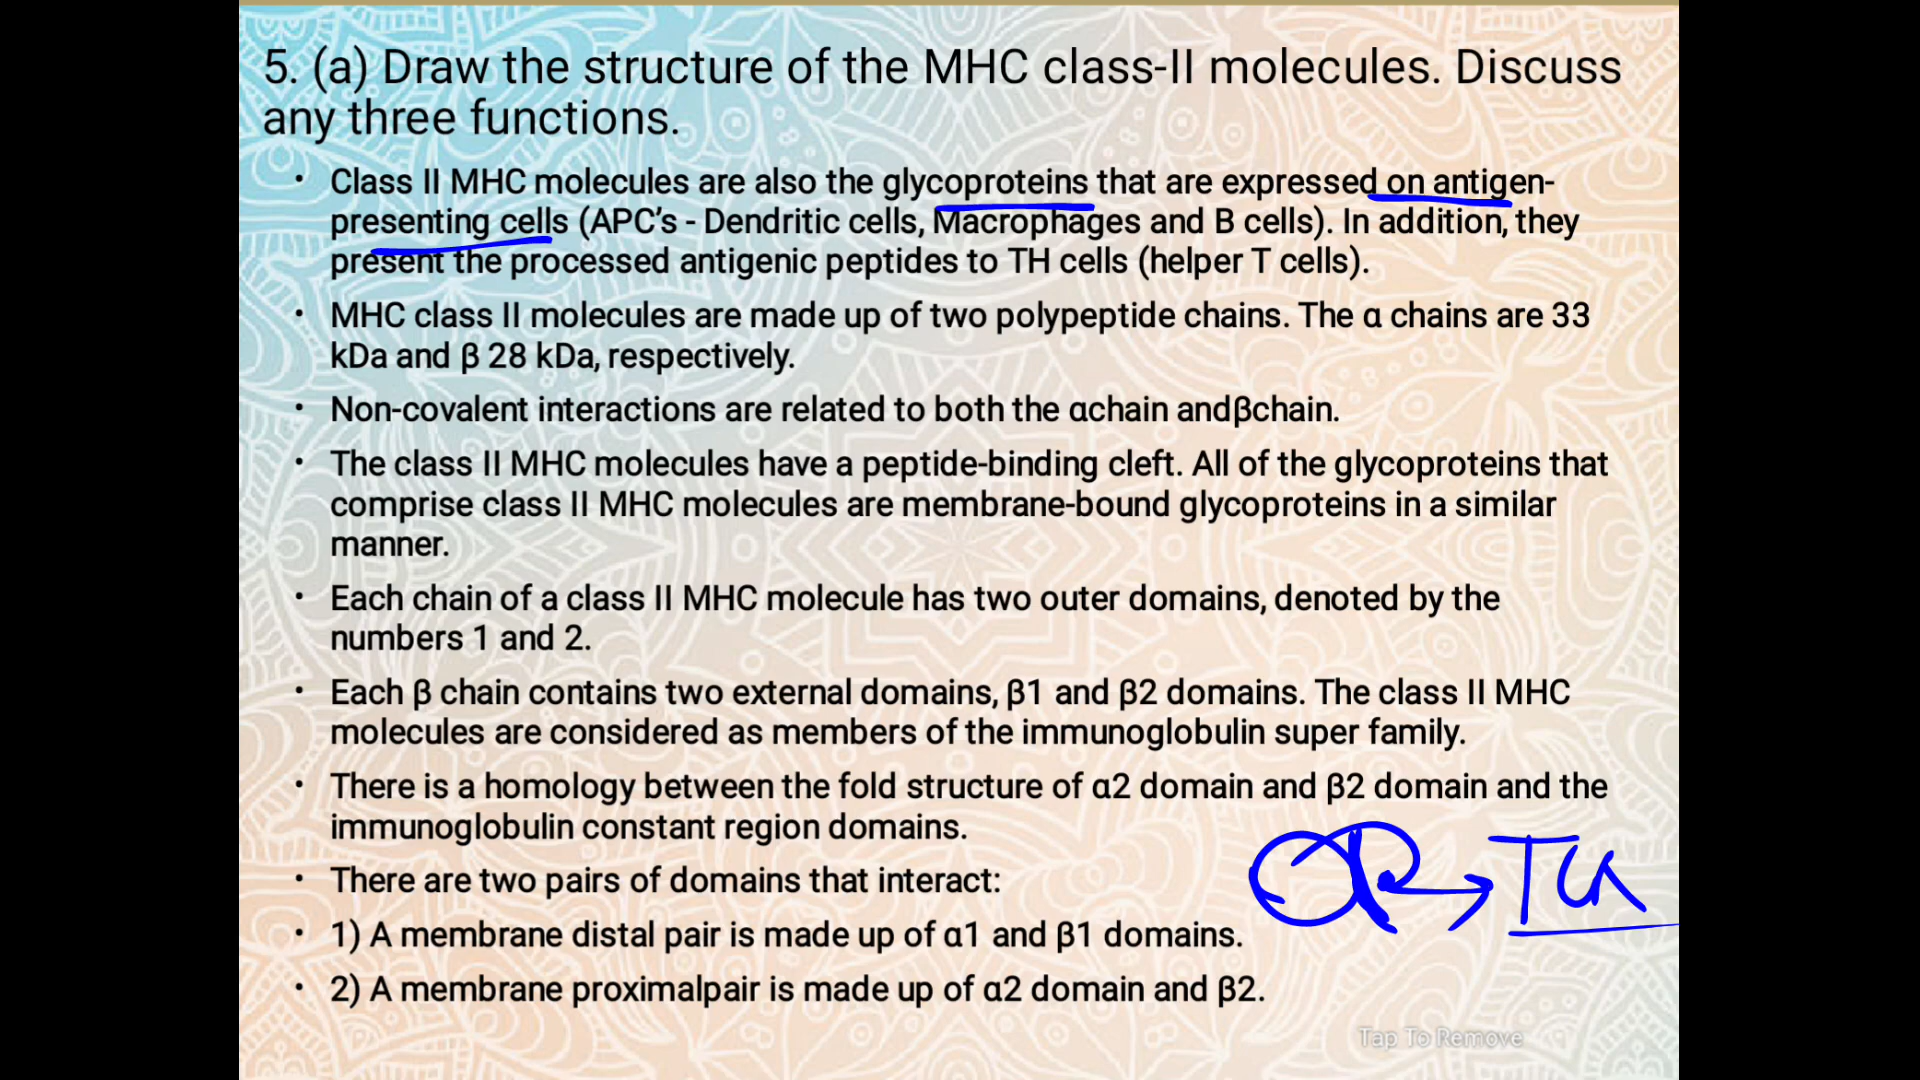 5. (a) Draw the structure of the MHC class-II molecules. Discuss
any three functions.
• Class II MHC molecules are also the glycoproteins that are expressed on antigen-
presenting cells (APC’s - Dendritic cells, Macrophages and B cells). In addition, they
present the processed antigenic peptides to TH cells (helper T cells).
• MHC class II molecules are made up of two polypeptide chains. The α chains are 33
kDa and β 28 kDa, respectively.
• Non-covalent interactions are related to both the αchain andβchain.
• The class II MHC molecules have a peptide-binding cleft. All of the glycoproteins that
comprise class II MHC molecules are membrane-bound glycoproteins in a similar
manner.
• Each chain of a class II MHC molecule has two outer domains, denoted by the
numbers 1 and 2.
• Each β chain contains two external domains, β1 and β2 domains. The class II MHC
molecules are considered as members of the immunoglobulin super family.
• There is a homology between the fold structure of α2 domain and β2 domain and the
immunoglobulin constant region domains.
• There are two pairs of domains that interact:
• 1) A membrane distal pair is made up of α1 and β1 domains.
• 2) A membrane proximalpair is made up of α2 domain and β2.
Tap To Remove